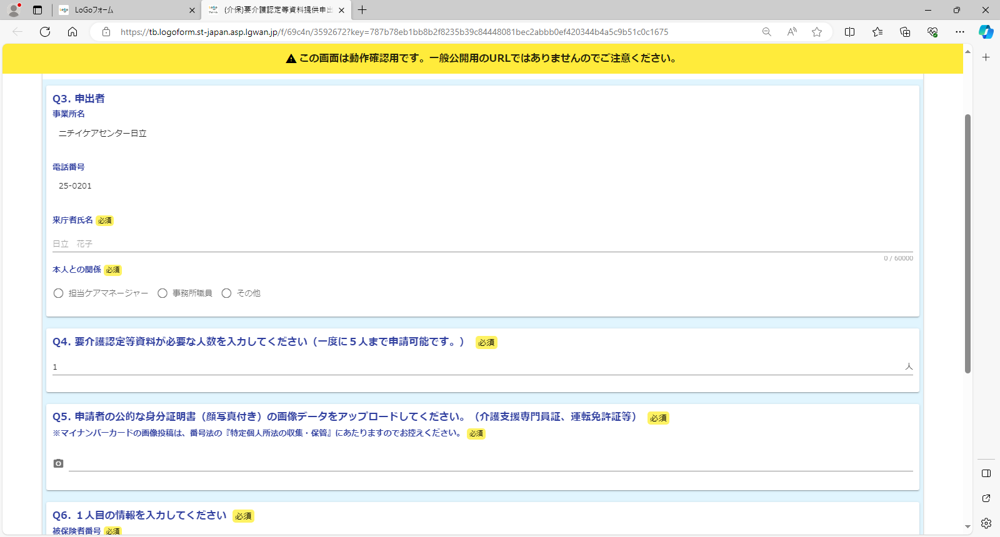 LoGoフォーム
(介保)要介護認定等資料提供申出
https://tb.logoform.st-japan.asp.lgwan.jp/f/69c4n/3592672?key=787b78eb1bb8b2f8235b39c84448081bec2abbb0ef420344b4a5c9b51c0c1675
この画面は動作確認用です。一般公開用のURLではありませんのでご注意ください。
Q3. 申出者
事業所名
ニチイケアセンター日立
電話番号
25-0201
来庁者氏名 必須
日立　花子
0 / 60000
本人との関係 必須
担当ケアマネージャー 事務所職員 その他
Q4. 要介護認定等資料が必要な人数を入力してください（一度に５人まで申請可能です。） 必須
1 人
Q5. 申請者の公的な身分証明書（顔写真付き）の画像データをアップロードしてください。（介護支援専門員証、運転免許証等） 必須
※マイナンバーカードの画像投稿は、番号法の『特定個人所法の収集・保管』にあたりますのでお控えください。 必須
Q6. １人目の情報を入力してください 必須
被保険者番号 必須